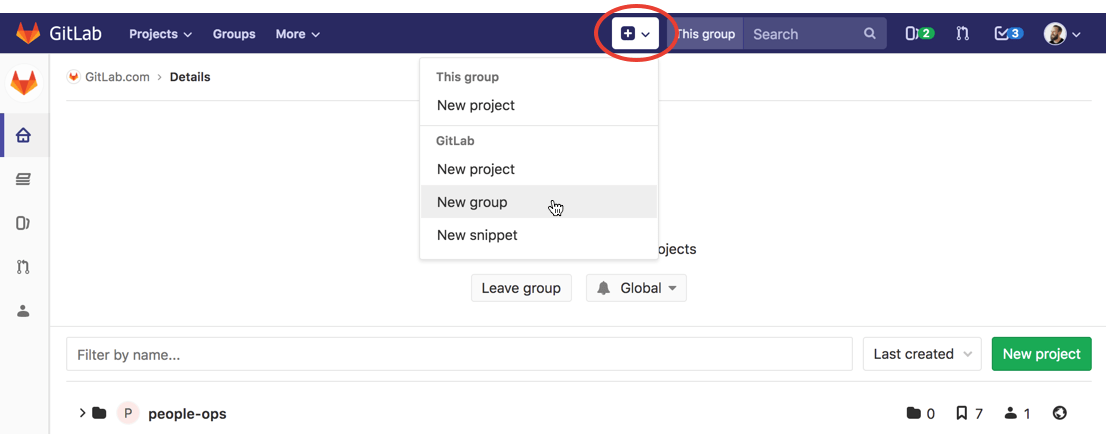 GitLab Projects Groups More This group Search 2 3
GitLab.com › Details
This group
New project
GitLab
New project
New group
New snippet
ojects
Leave group Global
Filter by name... Last created New project
P people-ops 0 7 1